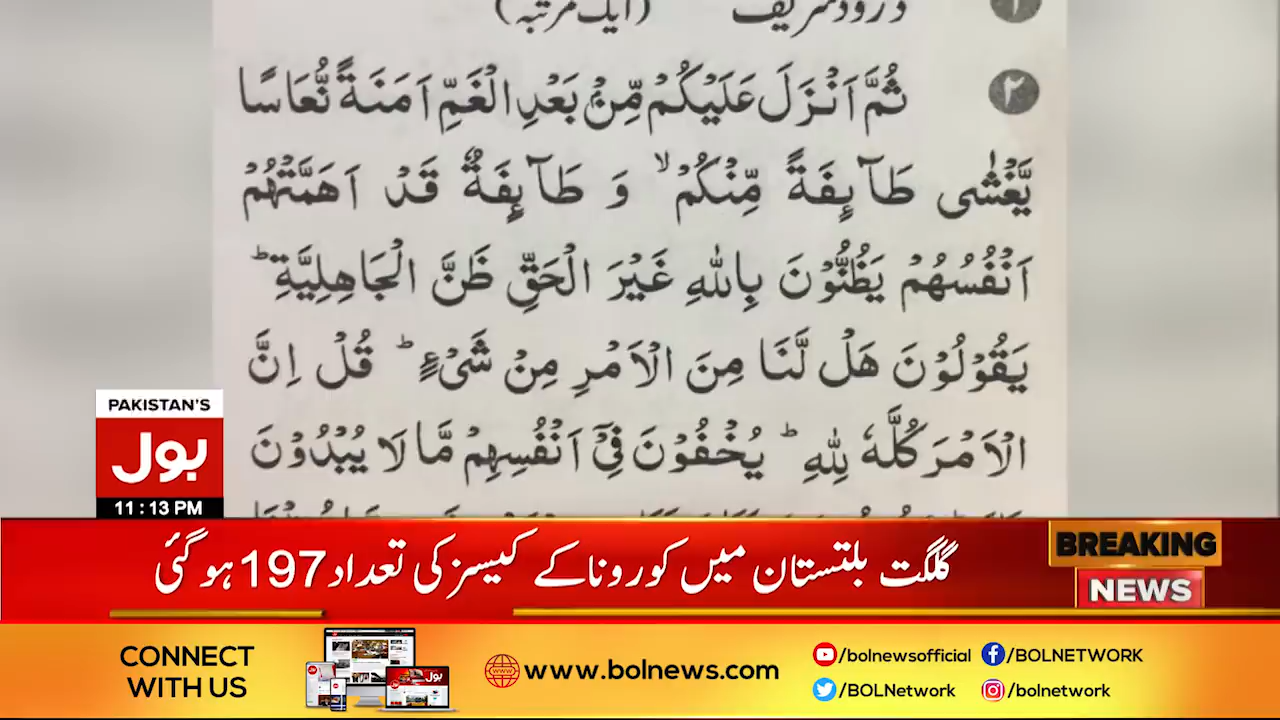 درود شریف (ایک مرتبہ)
۲ ثُمَّ اَنْزَلَ عَلَیْکُمْ مِّنْۢ بَعْدِ الْغَمِّ اَمَنَةً نُّعَاسًا
یَّغْشٰی طَآئِفَةً مِّنْکُمْ ۙ وَ طَآئِفَةٌ قَدْ اَهَمَّتْهُمْ
اَنْفُسُهُمْ یَظُنُّوْنَ بِاللّٰهِ غَیْرَ الْحَقِّ ظَنَّ الْجَاهِلِیَّةِ ؕ
یَقُوْلُوْنَ هَلْ لَّنَا مِنَ الْاَمْرِ مِنْ شَیْءٍ ؕ قُلْ اِنَّ
الْاَمْرَ کُلَّهٗ لِلّٰهِ ؕ یُخْفُوْنَ فِیْۤ اَنْفُسِهِمْ مَّا لَا یُبْدُوْنَ
PAKISTAN'S
بول
11:13 PM
گلگت بلتستان میں کورونا کے کیسز کی تعداد 197 ہوگئی
BREAKING
NEWS
CONNECT
WITH US
www.bolnews.com
/bolnewsofficial
/BOLNETWORK
/BOLNetwork
/bolnetwork